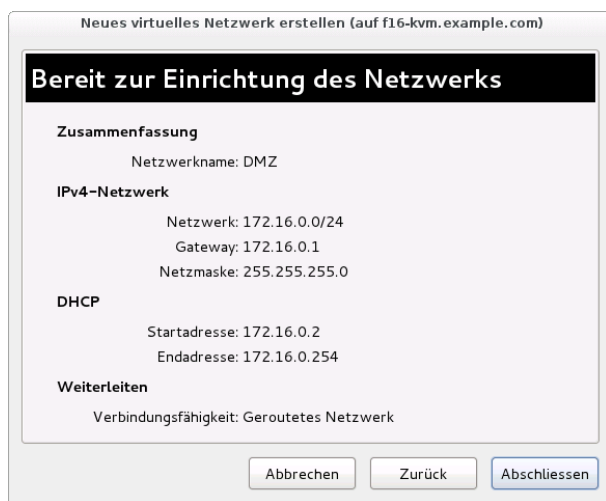 Neues virtuelles Netzwerk erstellen (auf f16-kvm.example.com)
Bereit zur Einrichtung des Netzwerks
Zusammenfassung
Netzwerkname: DMZ
IPv4-Netzwerk
Netzwerk: 172.16.0.0/24
Gateway: 172.16.0.1
Netzmaske: 255.255.255.0
DHCP
Startadresse: 172.16.0.2
Endadresse: 172.16.0.254
Weiterleiten
Verbindungsfähigkeit: Geroutetes Netzwerk
Abbrechen
Zurück
Abschliessen